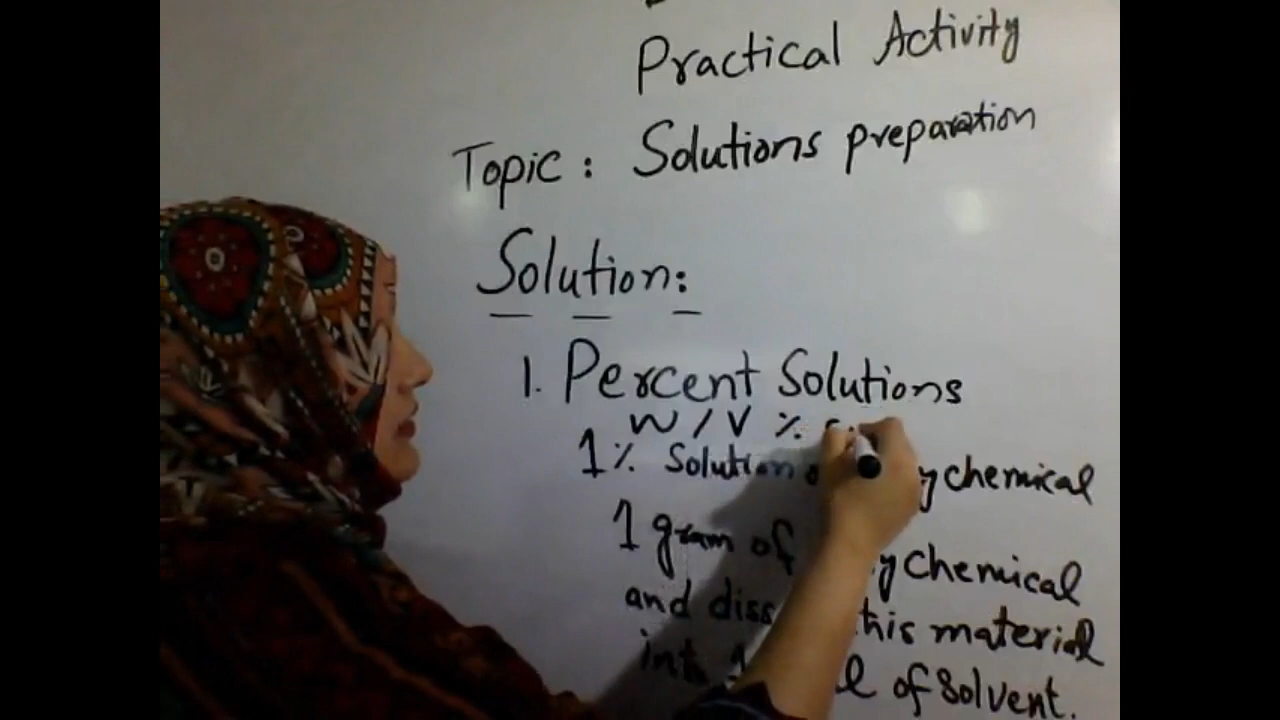 Practical Activity
Topic: Solutions preparation
Solution:
1. Percent Solutions
W/V %
1% Solution chemical
1 gram of chemical
and this material
of Solvent.